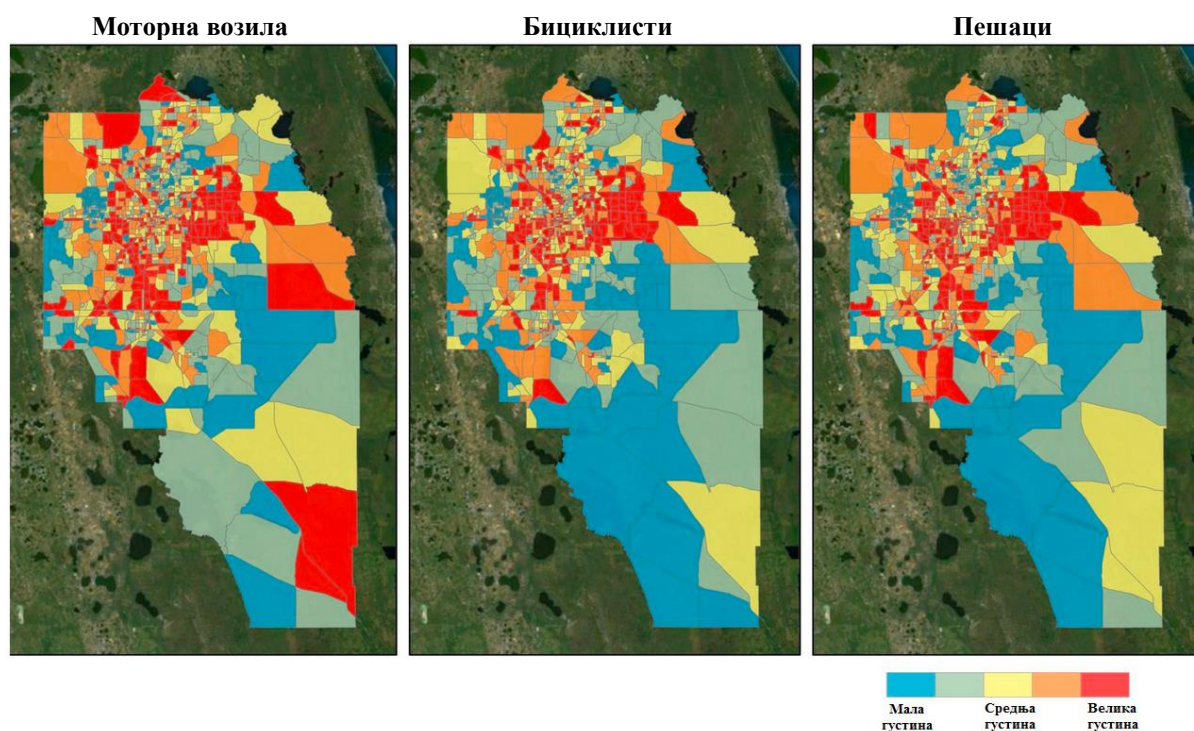 Моторна возила
Бициклисти
Пешаци
Мала густина
Средња густина
Велика густина